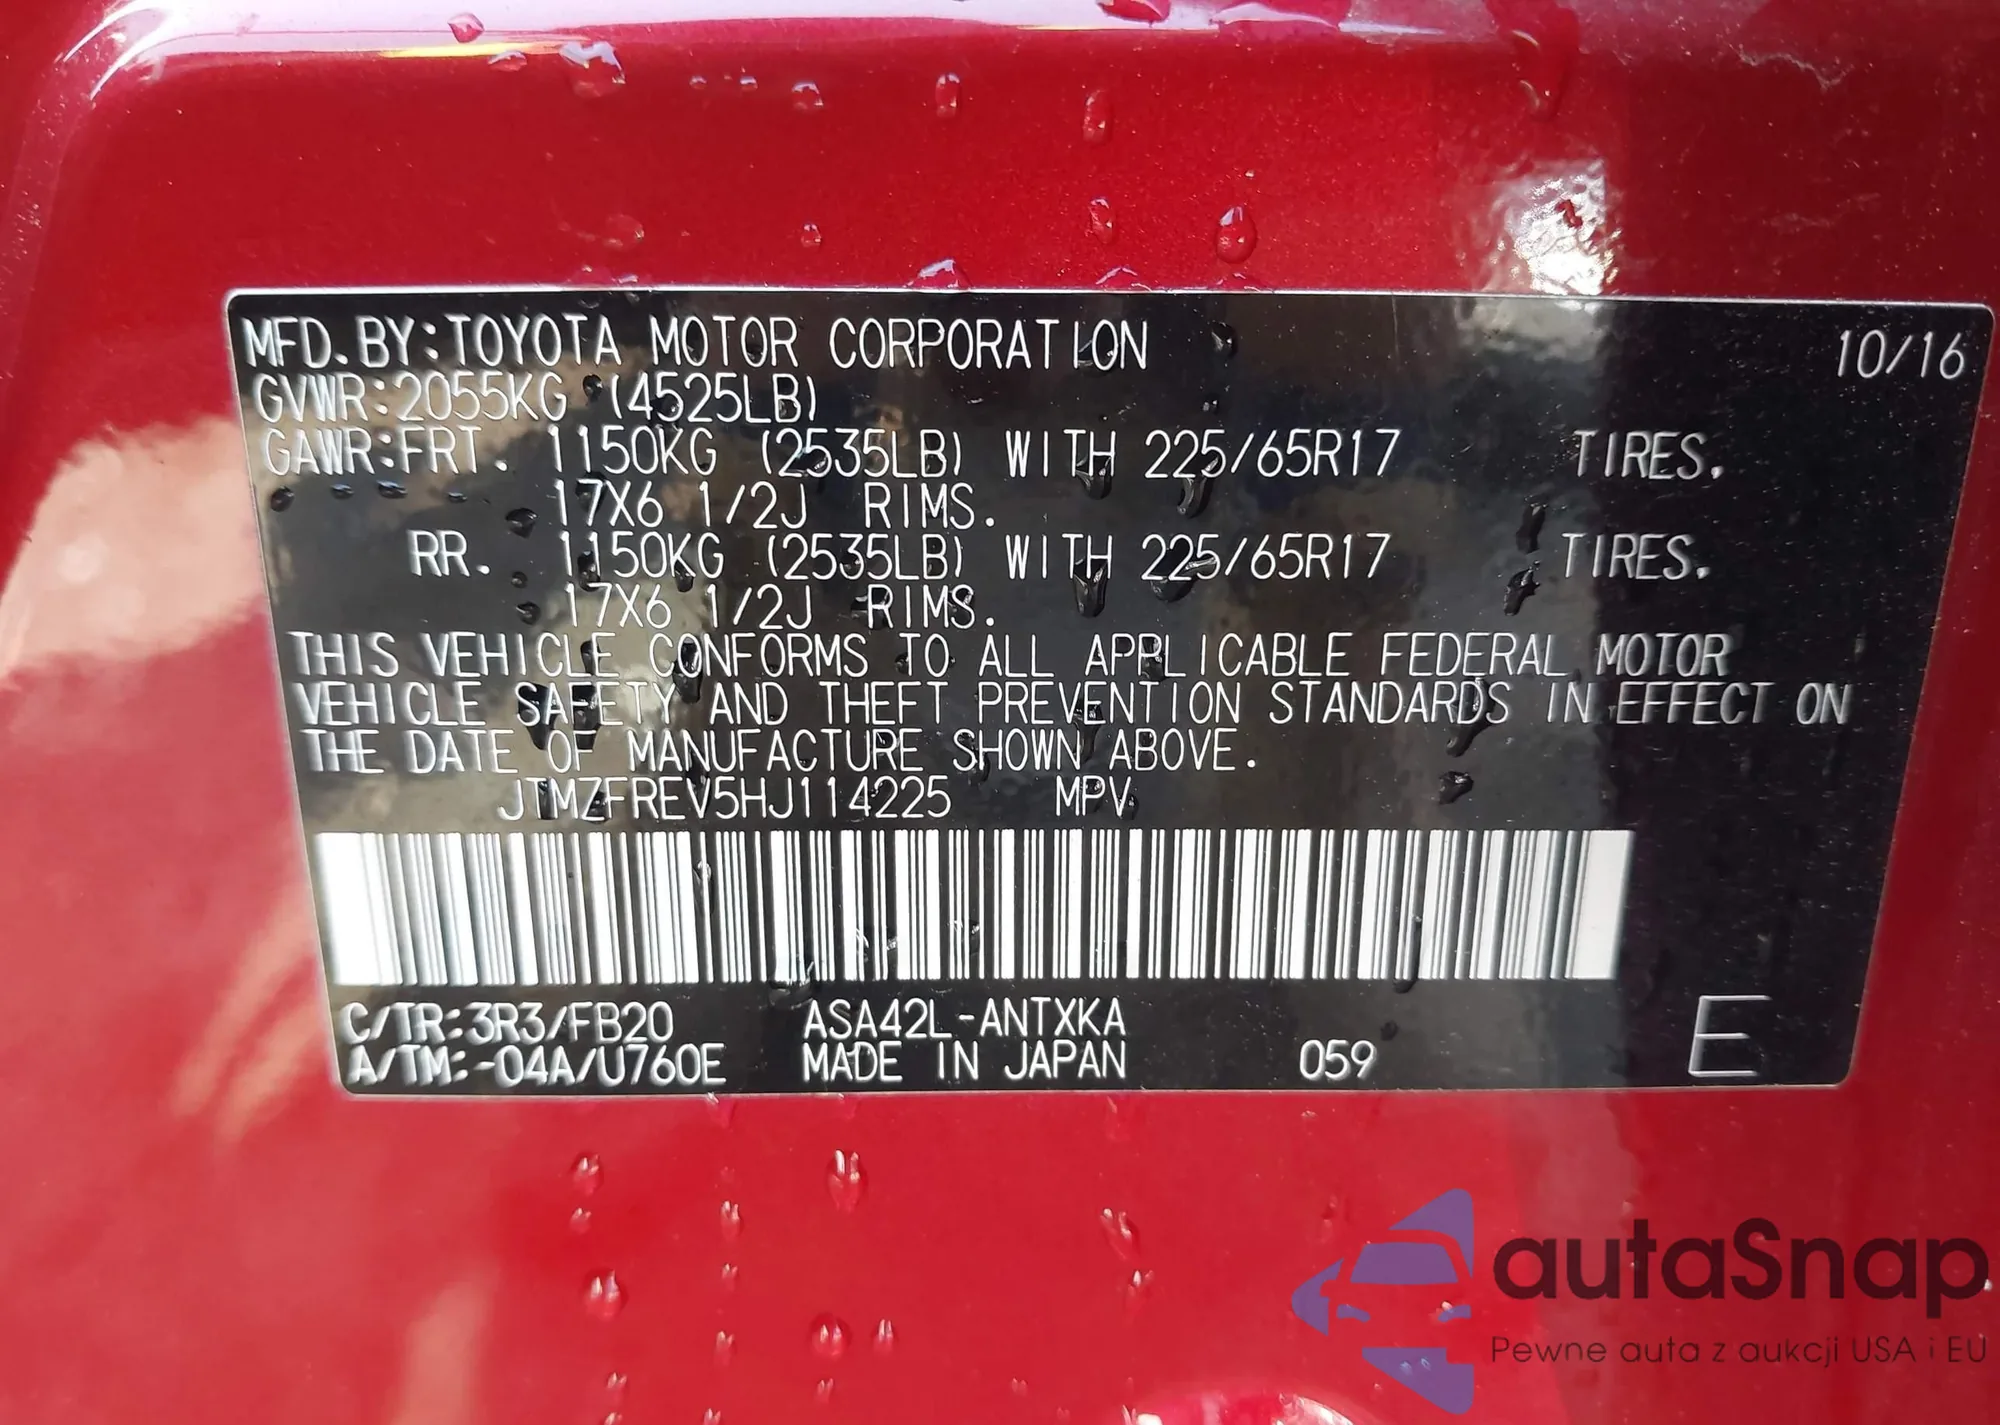 MFD. BY: TOYOTA MOTOR CORPORATION 10/16
GVWR: 2055KG (4525LB)
GAWR: FRT. 1150KG (2535LB) WITH 225/65R17 TIRES.
17X6 1/2J RIMS.
RR. 1150KG (2535LB) WITH 225/65R17 TIRES.
17X6 1/2J RIMS.
THIS VEHICLE CONFORMS TO ALL APPLICABLE FEDERAL MOTOR
VEHICLE SAFETY AND THEFT PREVENTION STANDARDS IN EFFECT ON
THE DATE OF MANUFACTURE SHOWN ABOVE.
JTMZFREV5HJ114225 MPV
C/TR: 3R3/FB20 ASA42L-ANTXKA
A/TM: -04A/U760E MADE IN JAPAN 059 E
autaSnap
Pewne auta z aukcji USA i EU